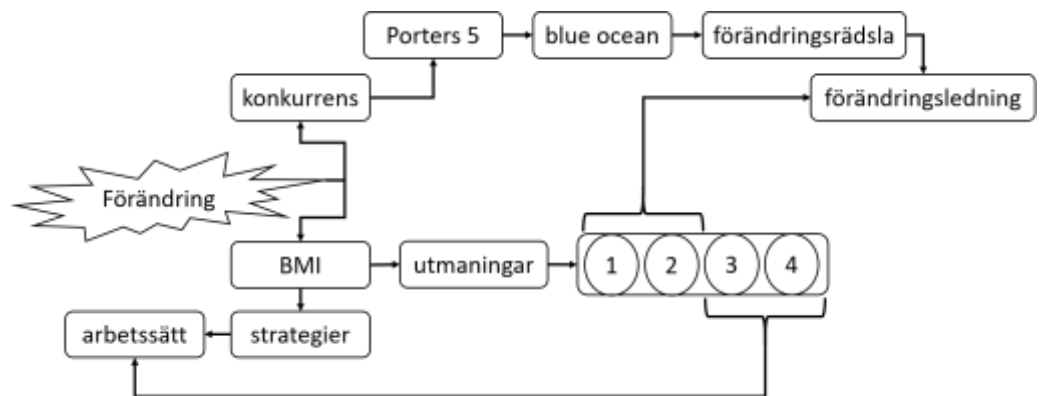 Porters 5
blue ocean
förändringsrädsla
konkurrens
förändringsledning
Förändring
BMI
utmaningar
1
2
3
4
arbetssätt
strategier